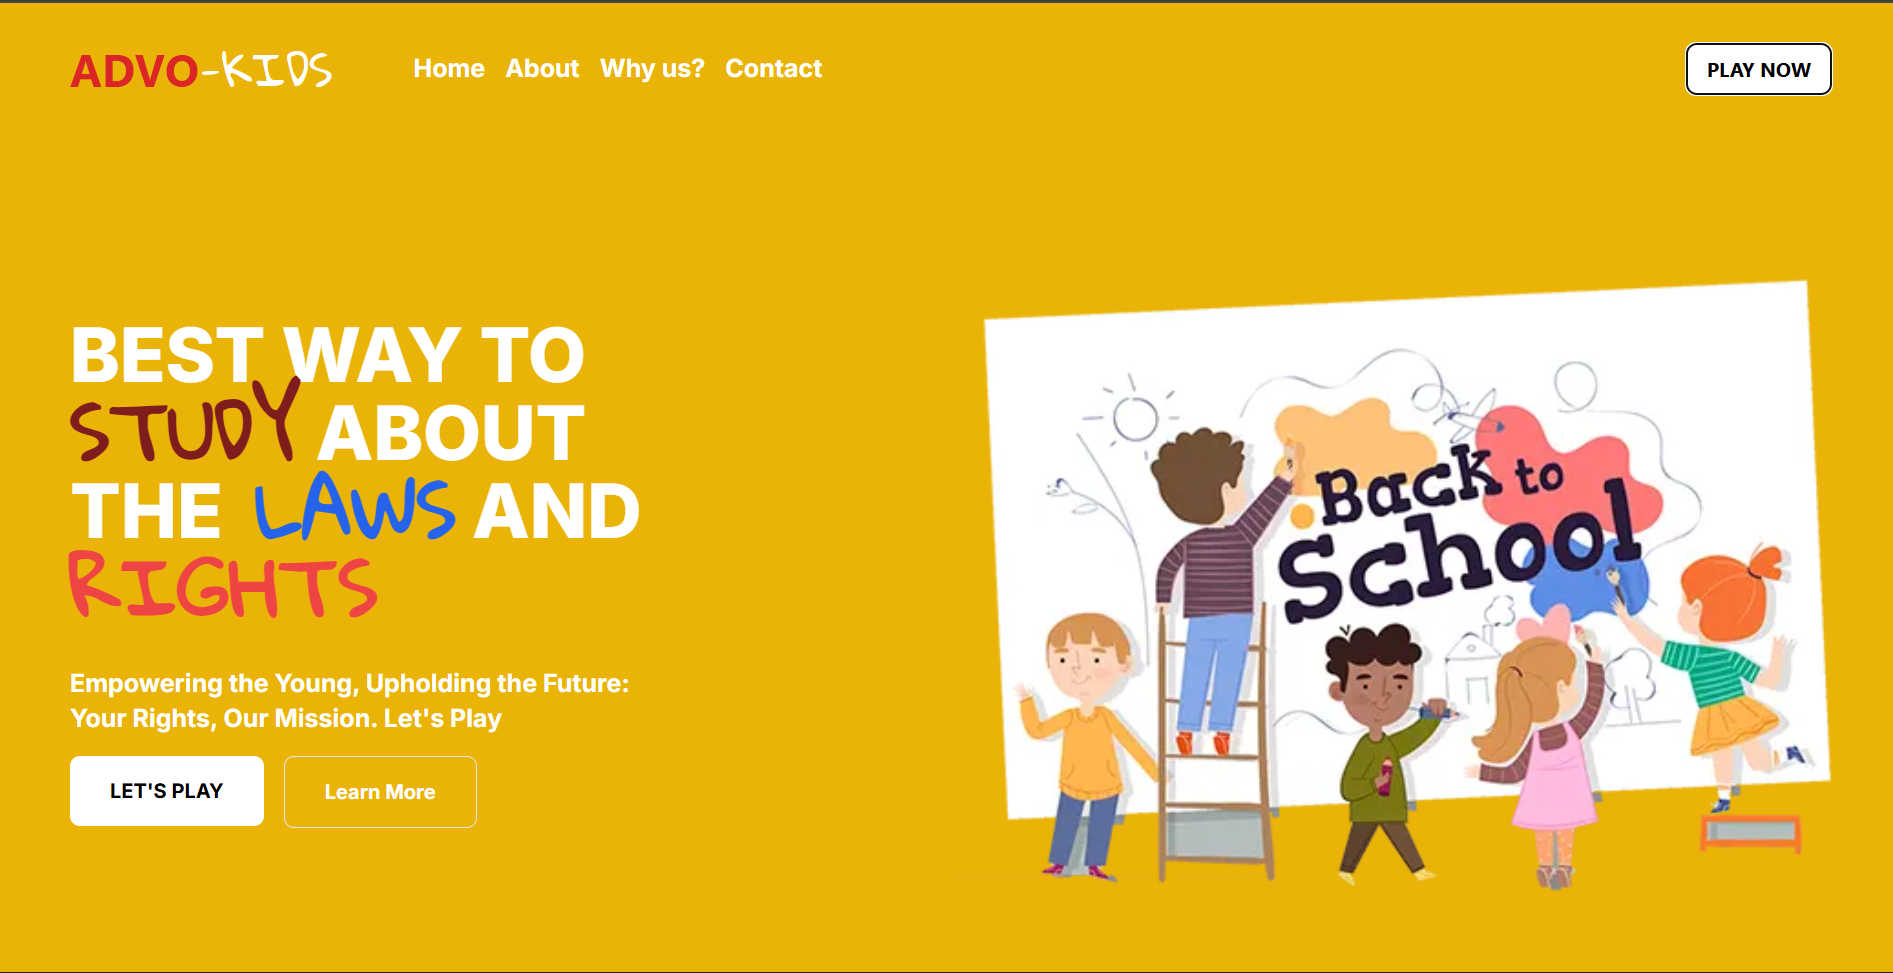 ADVO-KIDS
Home About Why us? Contact
PLAY NOW
BEST WAY TO
STUDY ABOUT
THE LAWS AND
RIGHTS
Empowering the Young, Upholding the Future:
Your Rights, Our Mission. Let's Play
LET'S PLAY
Learn More
Back to
School